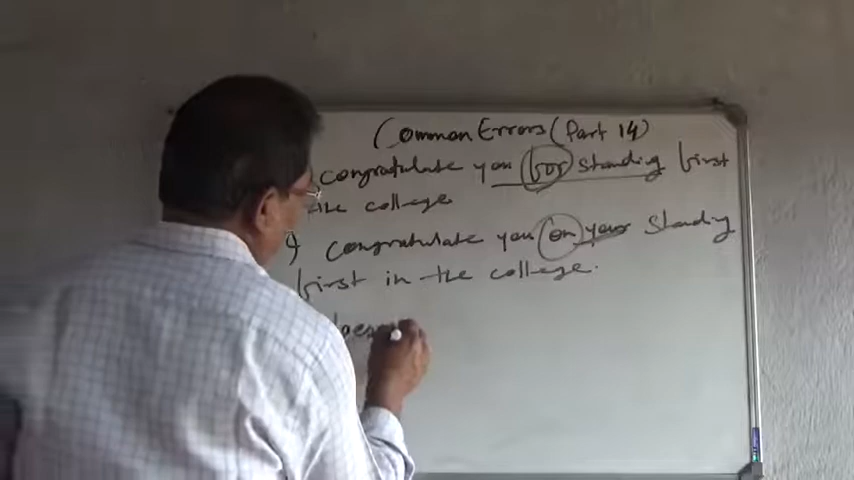 Common Errors (Part 14)
congratulate you for standing first
the college
I congratulate you on your standing
first in the college.
does